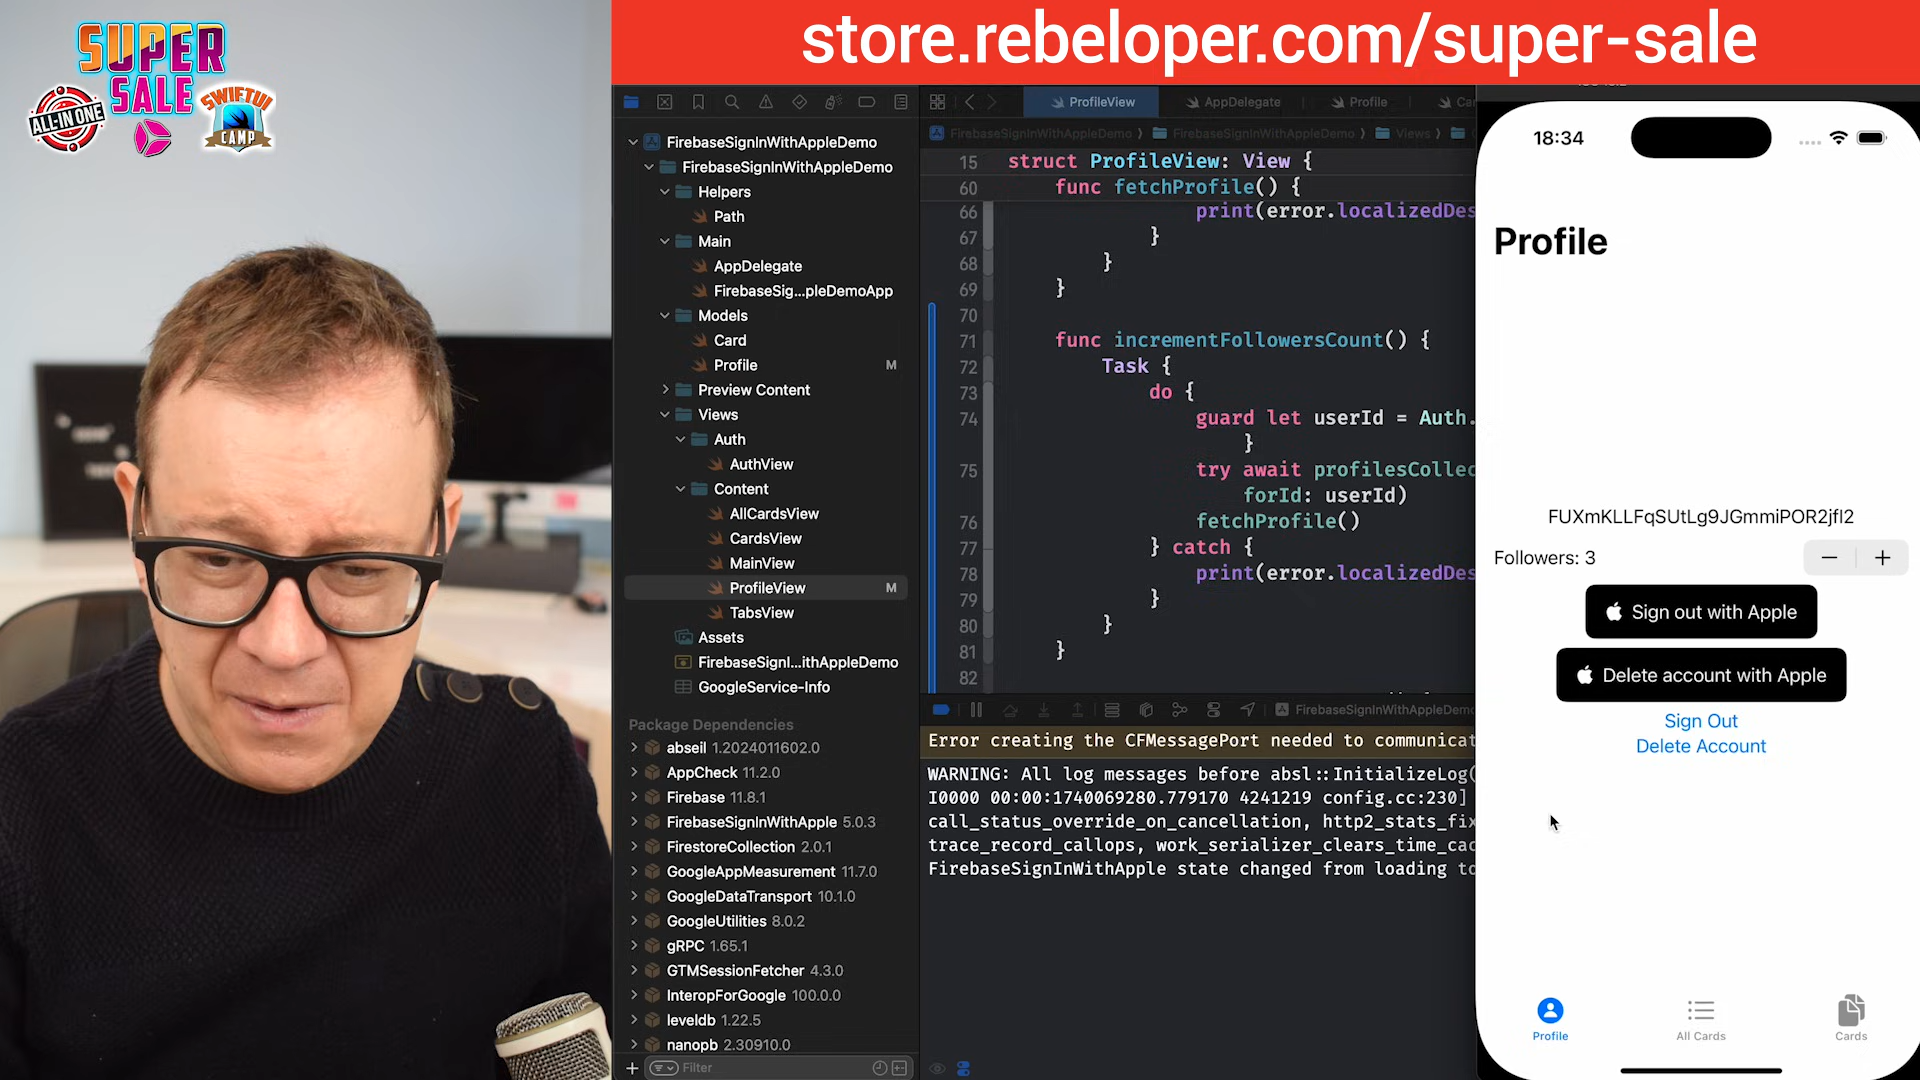 SUPER
SALE
ALL-IN-ONE
SWIFTUI
CAMP
store.rebeloper.com/super-sale
FirebaseSignInWithAppleDemo
FirebaseSignInWithAppleDemo
Helpers
Path
Main
AppDelegate
FirebaseSig...pleDemoApp
Models
Card
Profile M
Preview Content
Views
Auth
AuthView
Content
AllCardsView
CardsView
MainView
ProfileView M
TabsView
Assets
FirebaseSignI...ithAppleDemo
GoogleService-Info
Package Dependencies
abseil 1.2024011602.0
AppCheck 11.2.0
Firebase 11.8.1
FirebaseSignInWithApple 5.0.3
FirestoreCollection 2.0.1
GoogleAppMeasurement 11.7.0
GoogleDataTransport 10.1.0
GoogleUtilities 8.0.2
gRPC 1.65.1
GTMSessionFetcher 4.3.0
InteropForGoogle 100.0.0
leveldb 1.22.5
nanopb 2.30910.0
Filter
ProfileView AppDelegate Profile Car
FirebaseSignInWithAppleDemo FirebaseSignInWithAppleDemo Views
15 struct ProfileView: View {
60 func fetchProfile() {
66 print(error.localizedDes
67 }
68 }
69 }
70
71 func incrementFollowersCount() {
72 Task {
73 do {
74 guard let userId = Auth.
}
75 try await profilesCollec
forId: userId)
76 fetchProfile()
77 } catch {
78 print(error.localizedDes
79 }
80 }
81 }
82
FirebaseSignInWithAppleDemo
Error creating the CFMessagePort needed to communicat
WARNING: All log messages before absl::InitializeLog(
I0000 00:00:1740069280.779170 4241219 config.cc:230]
call_status_override_on_cancellation, http2_stats_fix
trace_record_callops, work_serializer_clears_time_cac
FirebaseSignInWithApple state changed from loading to
18:34
Profile
FUXmKLLFqSUtLg9JGmmiPOR2jfI2
Followers: 3
Sign out with Apple
Delete account with Apple
Sign Out
Delete Account
Profile
All Cards
Cards